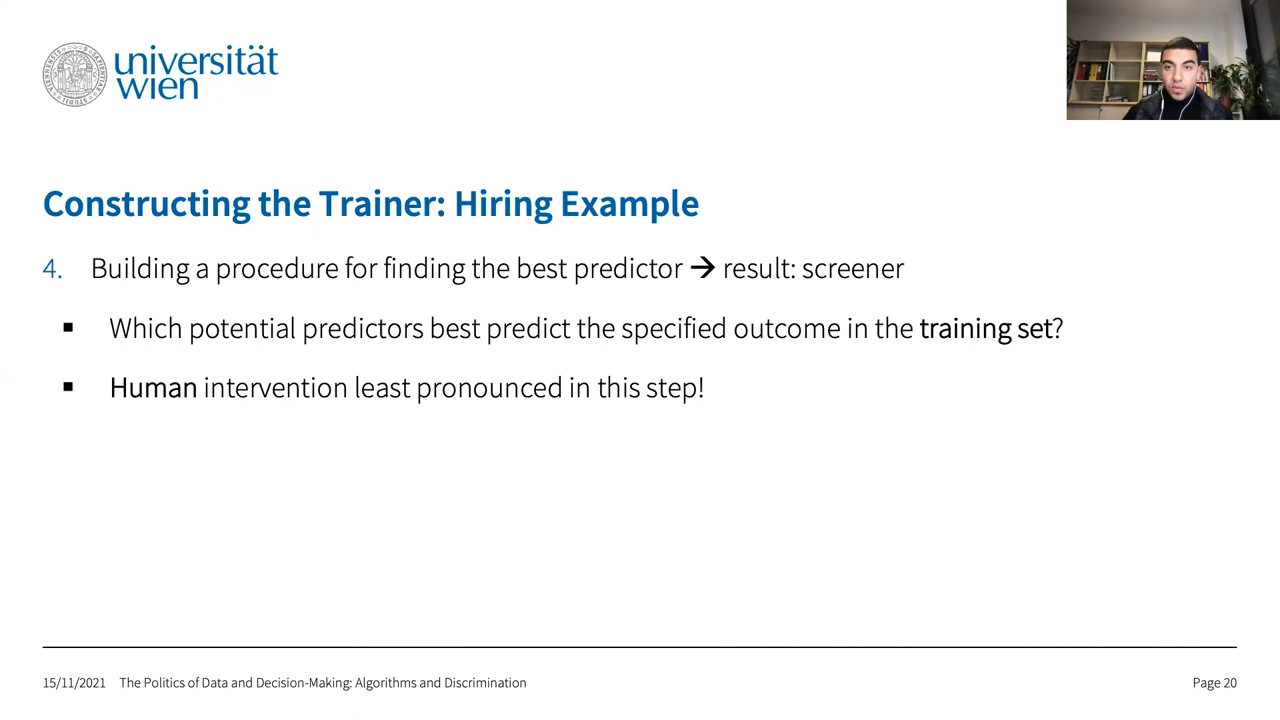 universität
wien
Constructing the Trainer: Hiring Example
4. Building a procedure for finding the best predictor → result: screener
▪ Which potential predictors best predict the specified outcome in the training set?
▪ Human intervention least pronounced in this step!
15/11/2021 The Politics of Data and Decision-Making: Algorithms and Discrimination Page 20